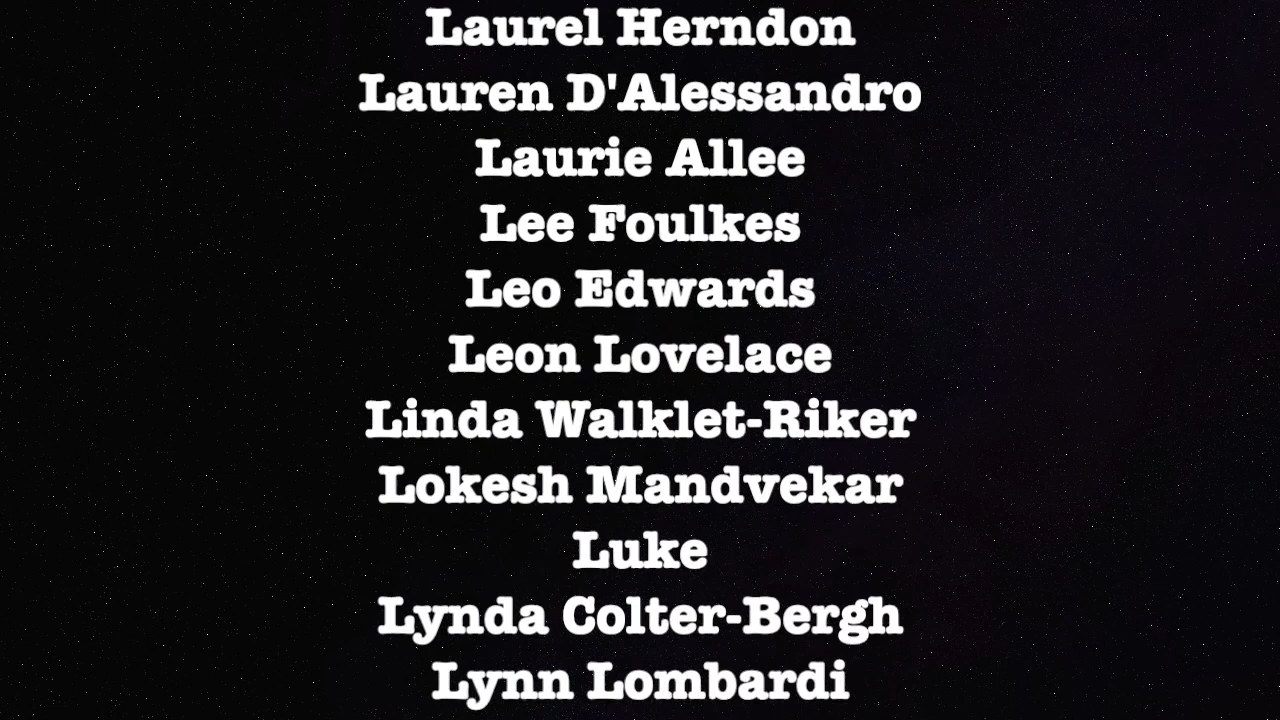 Laurel Herndon
Lauren D'Alessandro
Laurie Allee
Lee Foulkes
Leo Edwards
Leon Lovelace
Linda Walklet-Riker
Lokesh Mandvekar
Luke
Lynda Colter-Bergh
Lynn Lombardi